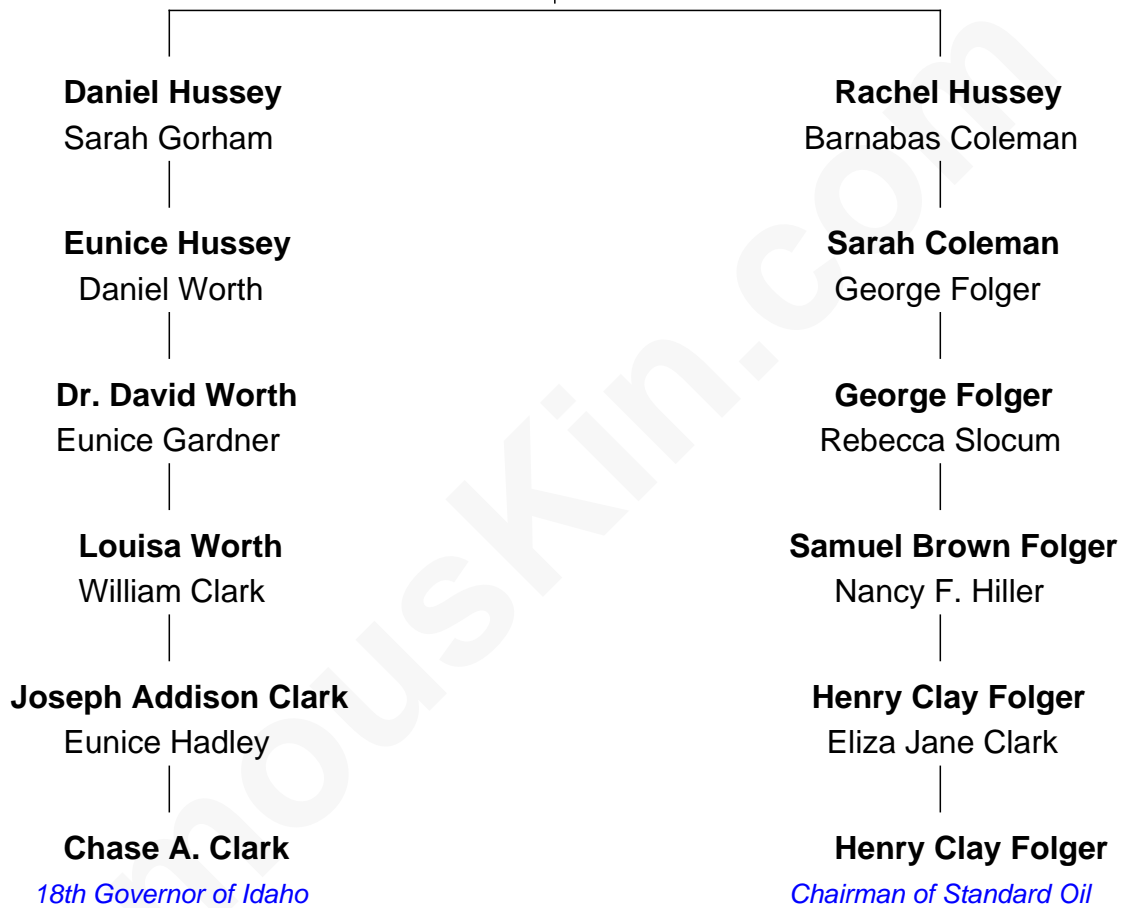 Daniel Hussey
Sarah Gorham
Rachel Hussey
Barnabas Coleman
Eunice Hussey
Daniel Worth
Sarah Coleman
George Folger
Dr. David Worth
Eunice Gardner
George Folger
Rebecca Slocum
Louisa Worth
William Clark
Samuel Brown Folger
Nancy F. Hiller
Joseph Addison Clark
Eunice Hadley
Henry Clay Folger
Eliza Jane Clark
Chase A. Clark
18th Governor of Idaho
Henry Clay Folger
Chairman of Standard Oil
mousKin.com